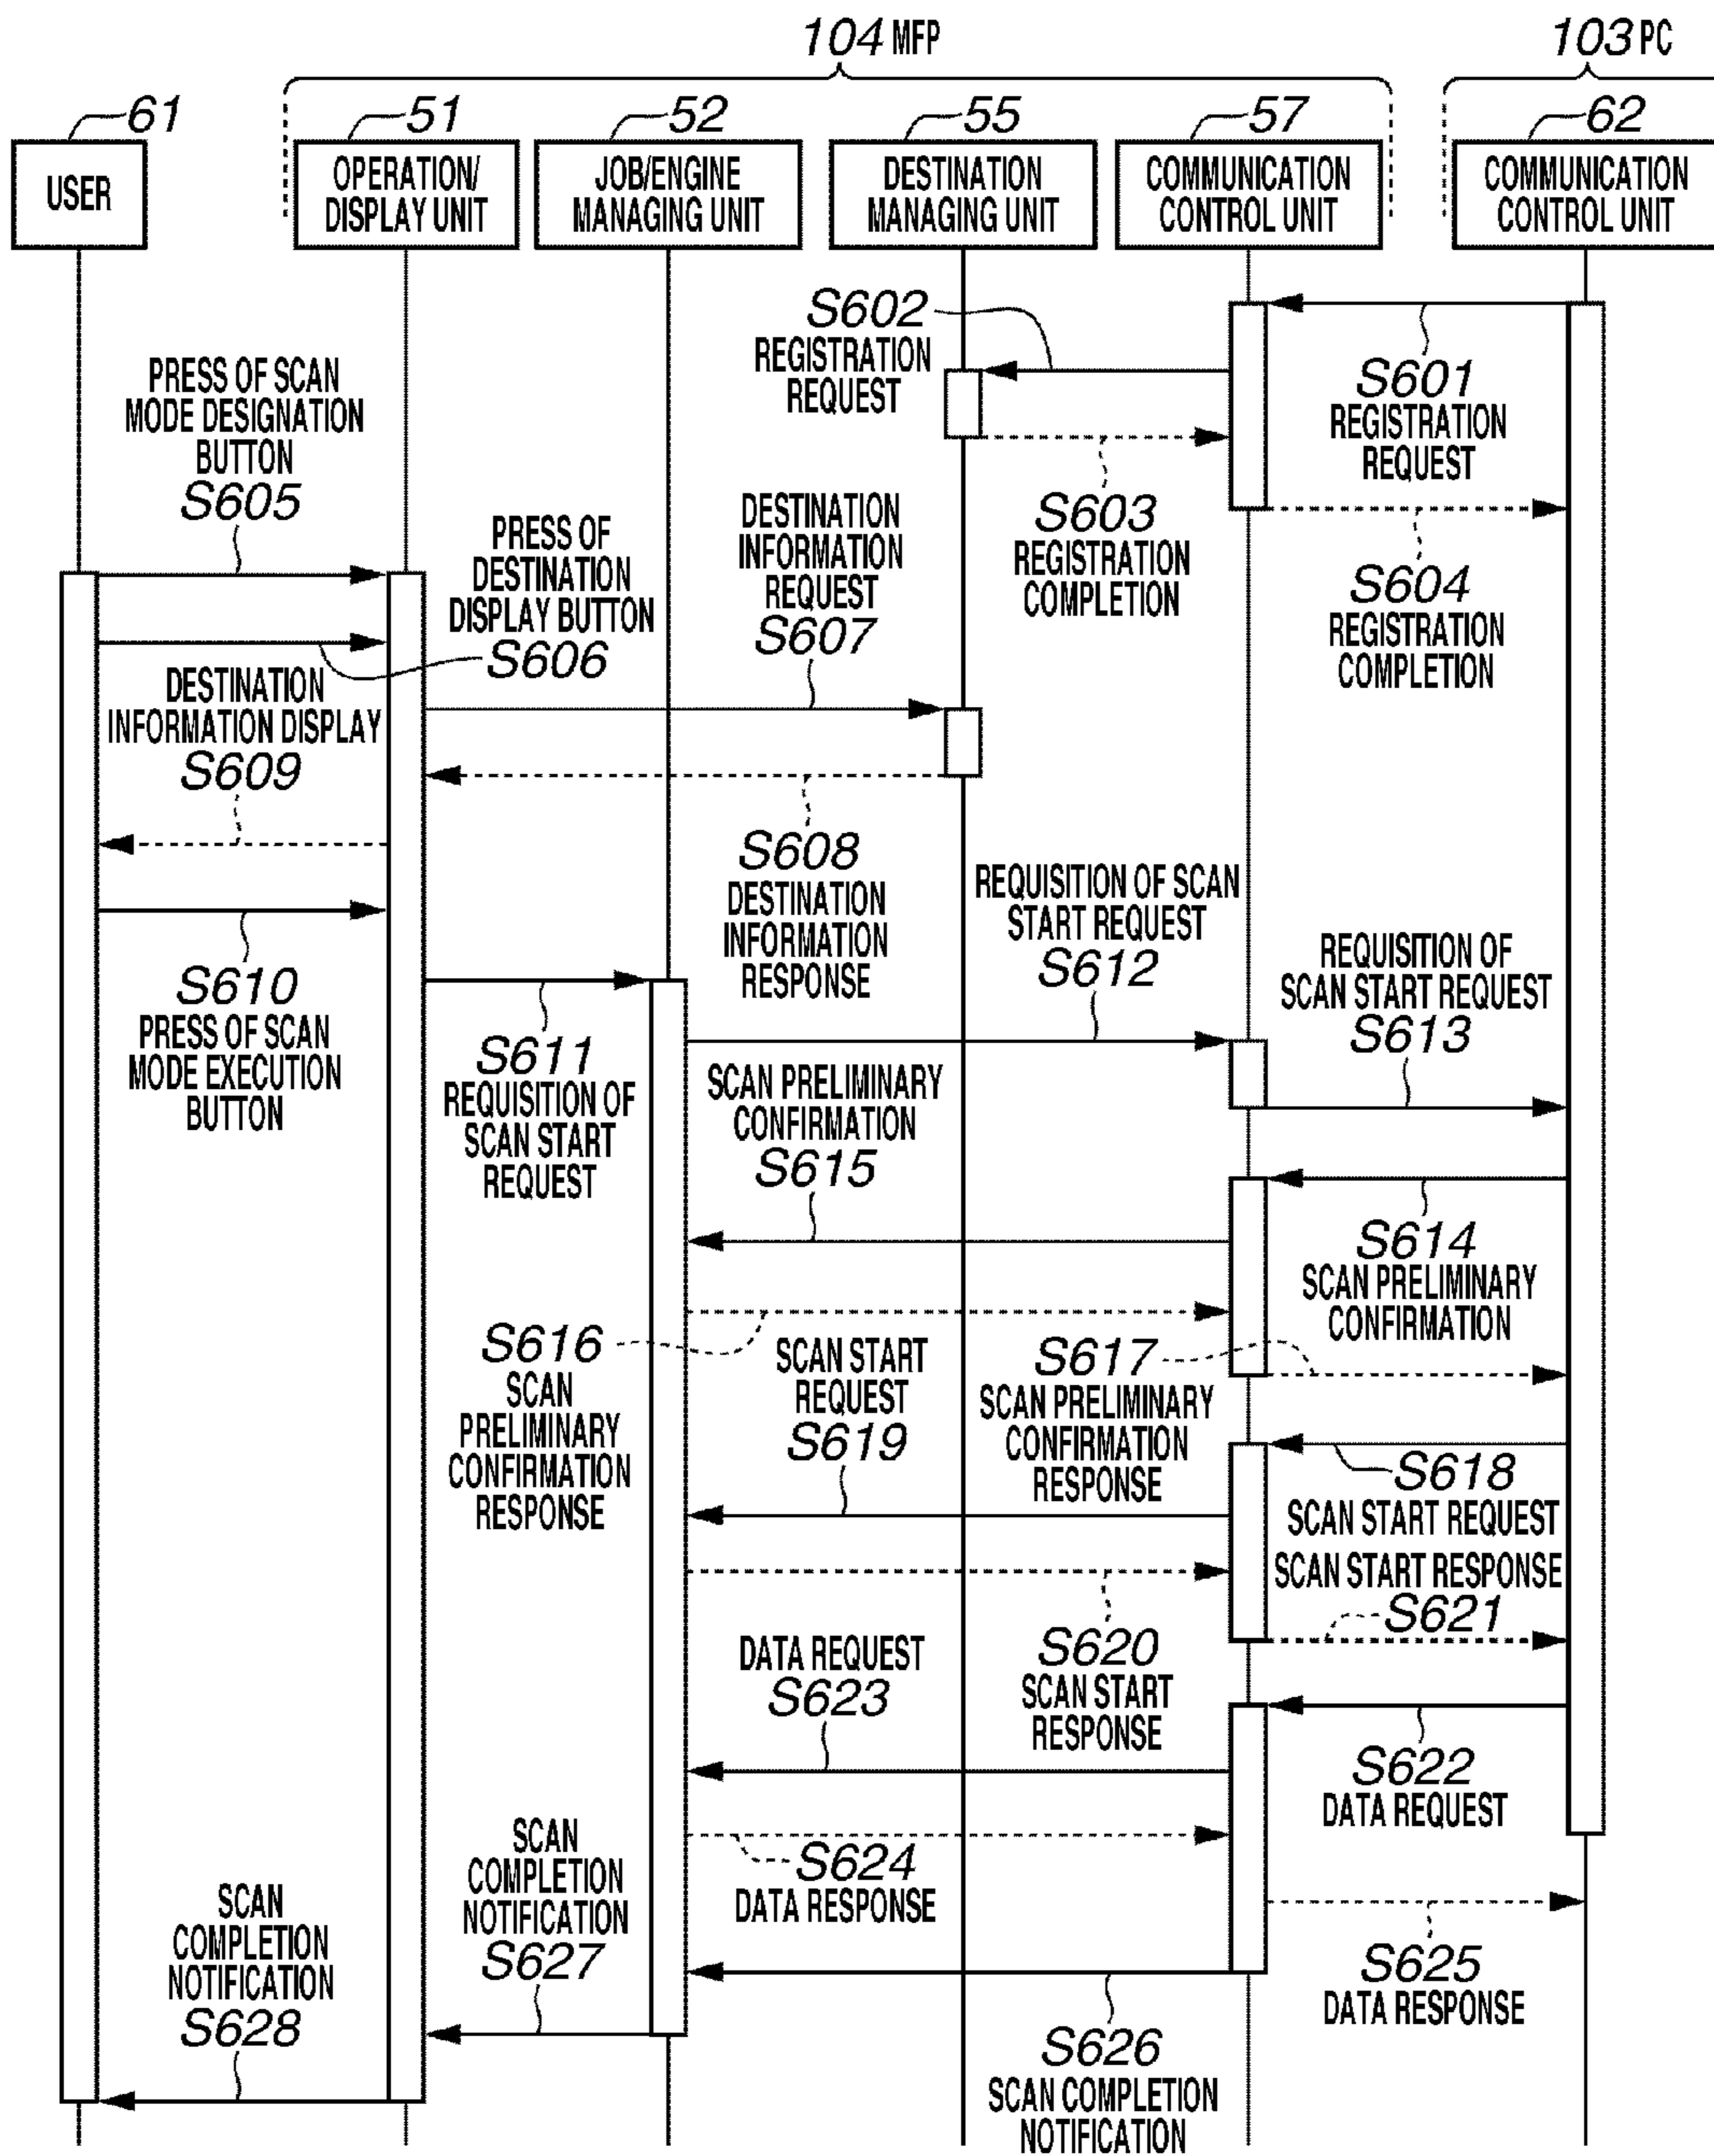 104 MFP
103 PC
61
51
52
55
57
62
USER
OPERATION/
DISPLAY UNIT
JOB/ENGINE
MANAGING UNIT
DESTINATION
MANAGING UNIT
COMMUNICATION
CONTROL UNIT
COMMUNICATION
CONTROL UNIT
S602
REGISTRATION
REQUEST
S601
REGISTRATION
REQUEST
PRESS OF SCAN
MODE DESIGNATION
BUTTON
S605
S603
REGISTRATION
COMPLETION
S604
REGISTRATION
COMPLETION
PRESS OF
DESTINATION
DISPLAY BUTTON
S606
DESTINATION
INFORMATION
REQUEST
S607
DESTINATION
INFORMATION DISPLAY
S609
S608
DESTINATION
INFORMATION
RESPONSE
S610
PRESS OF SCAN
MODE EXECUTION
BUTTON
S611
REQUISITION OF
SCAN START
REQUEST
REQUISITION OF SCAN
START REQUEST
S612
REQUISITION OF
SCAN START REQUEST
S613
SCAN PRELIMINARY
CONFIRMATION
S615
S614
SCAN PRELIMINARY
CONFIRMATION
S616
SCAN
PRELIMINARY
CONFIRMATION
RESPONSE
SCAN START
REQUEST
S619
S617
SCAN PRELIMINARY
CONFIRMATION
RESPONSE
S618
SCAN START REQUEST
SCAN START RESPONSE
S621
S620
SCAN START
RESPONSE
DATA REQUEST
S623
S622
DATA REQUEST
S624
DATA RESPONSE
SCAN
COMPLETION
NOTIFICATION
S627
SCAN
COMPLETION
NOTIFICATION
S628
S625
DATA RESPONSE
S626
SCAN COMPLETION
NOTIFICATION